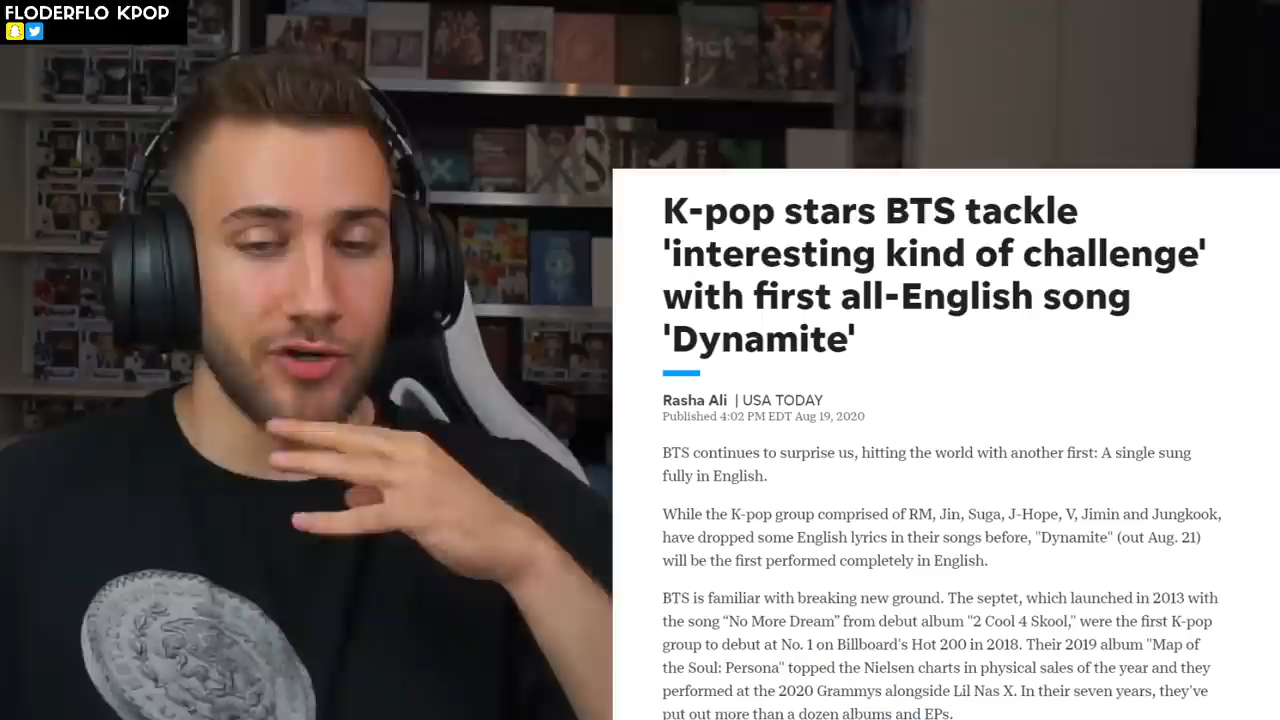 FLODERFLO KPOP
K-pop stars BTS tackle
'interesting kind of challenge'
with first all-English song
'Dynamite'
Rasha Ali | USA TODAY
Published 4:02 PM EDT Aug 19, 2020
BTS continues to surprise us, hitting the world with another first: A single sung
fully in English.
While the K-pop group comprised of RM, Jin, Suga, J-Hope, V, Jimin and Jungkook,
have dropped some English lyrics in their songs before, "Dynamite" (out Aug. 21)
will be the first performed completely in English.
BTS is familiar with breaking new ground. The septet, which launched in 2013 with
the song “No More Dream” from debut album "2 Cool 4 Skool," were the first K-pop
group to debut at No. 1 on Billboard's Hot 200 in 2018. Their 2019 album "Map of
the Soul: Persona" topped the Nielsen charts in physical sales of the year and they
performed at the 2020 Grammys alongside Lil Nas X. In their seven years, they've
put out more than a dozen albums and EPs.